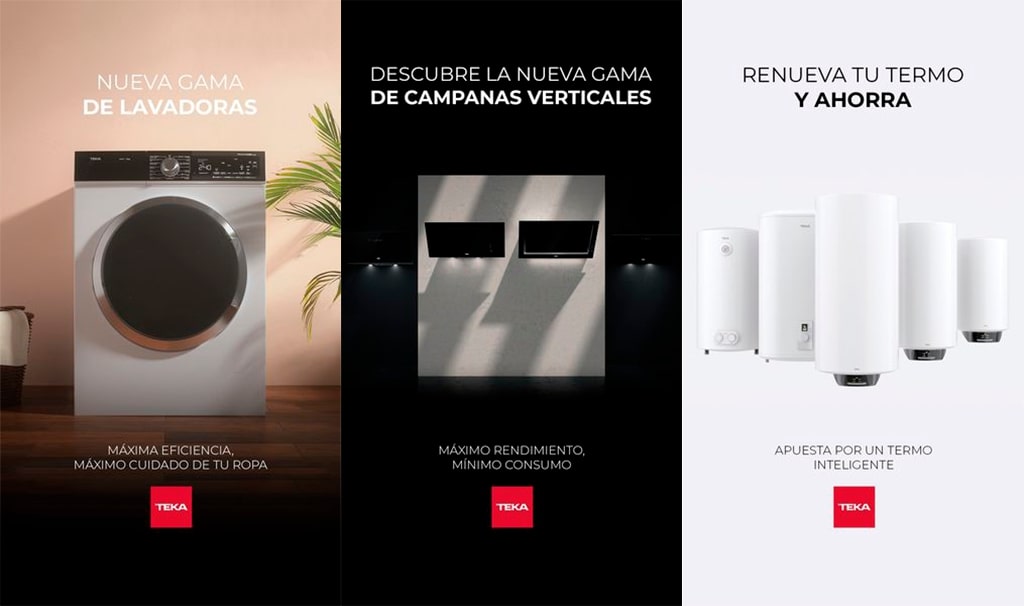 NUEVA GAMA
DE LAVADORAS
TEKA
MÁXIMA EFICIENCIA,
MÁXIMO CUIDADO DE TU ROPA
TEKA
DESCUBRE LA NUEVA GAMA
DE CAMPANAS VERTICALES
MÁXIMO RENDIMIENTO,
MÍNIMO CONSUMO
TEKA
RENUEVA TU TERMO
Y AHORRA
APUESTA POR UN TERMO
INTELIGENTE
TEKA